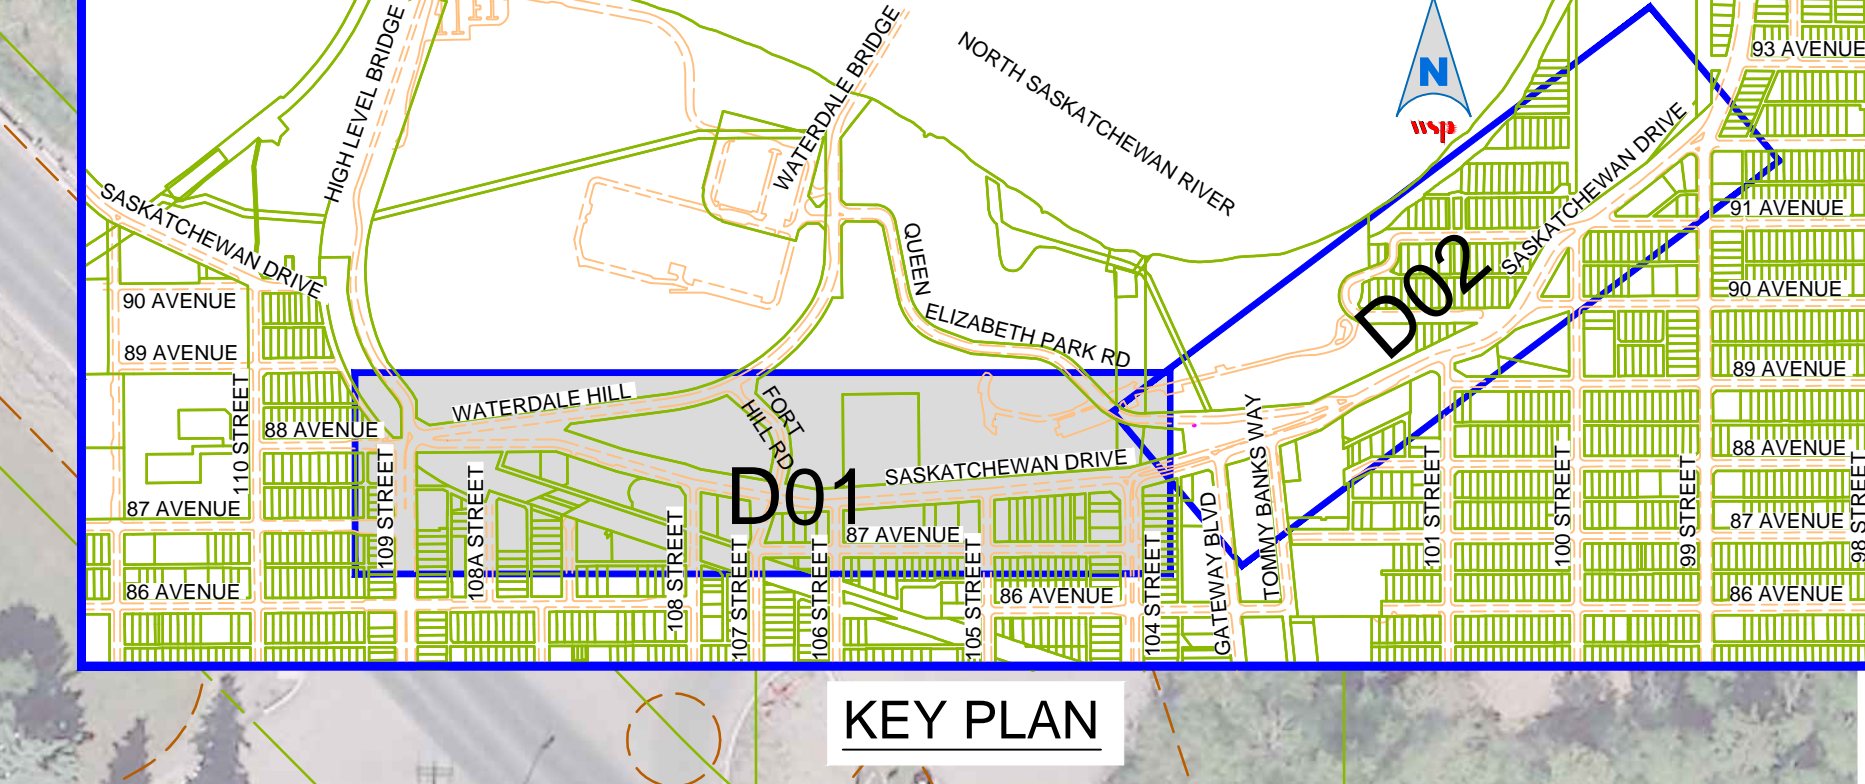 HIGH LEVEL BRIDGE
WATERDALE BRIDGE
NORTH SASKATCHEWAN RIVER
N
wsp
93 AVENUE
SASKATCHEWAN DRIVE
SASKATCHEWAN DRIVE
91 AVENUE
QUEEN
ELIZABETH PARK RD
D02
90 AVENUE
90 AVENUE
89 AVENUE
89 AVENUE
WATERDALE HILL
FORT
HILL RD
110 STREET
88 AVENUE
88 AVENUE
109 STREET
108A STREET
D01
SASKATCHEWAN DRIVE
87 AVENUE
87 AVENUE
87 AVENUE
108 STREET
107 STREET
106 STREET
105 STREET
104 STREET
GATEWAY BLVD
TOMMY BANKS WAY
101 STREET
100 STREET
99 STREET
98 STREET
86 AVENUE
86 AVENUE
86 AVENUE
KEY PLAN